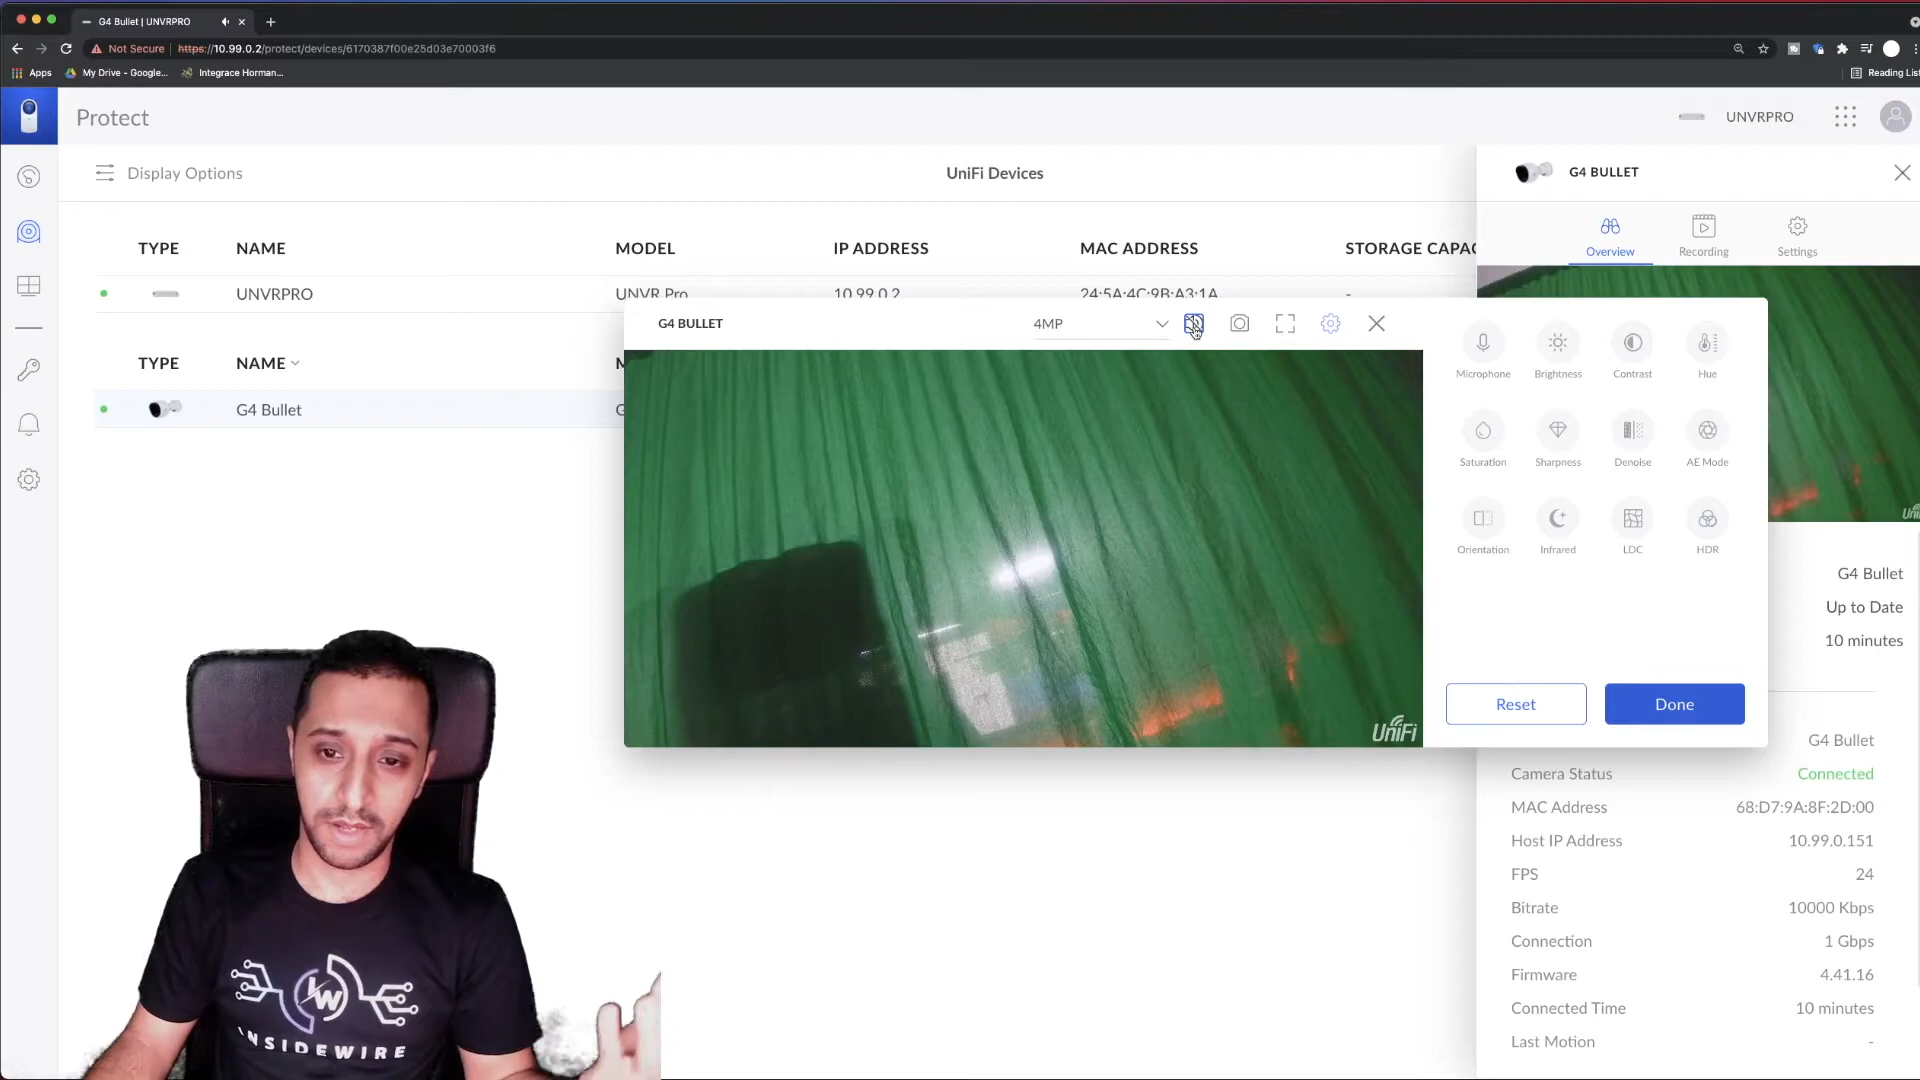 G4 Bullet | UNVRPRO
Not Secure
https://10.99.0.2/protect/devices/6170387f00e25d03e70003f6
Apps
My Drive - Google...
Integrace Horman...
Reading List
Protect
UNVRPRO
Display Options
UniFi Devices
G4 BULLET
Overview
Recording
Settings
TYPE
NAME
MODEL
IP ADDRESS
MAC ADDRESS
STORAGE CAPAC
UNVRPRO
UNVR Pro
10.99.0.2
24:5A:4C:9B:A3:1A
-
TYPE
NAME
G4 Bullet
G4 BULLET
4MP
Microphone
Brightness
Contrast
Hue
Saturation
Sharpness
Denoise
AE Mode
Orientation
Infrared
LDC
HDR
Reset
Done
UniFi
G4 Bullet
Up to Date
10 minutes
G4 Bullet
Camera Status
Connected
MAC Address
68:D7:9A:8F:2D:00
Host IP Address
10.99.0.151
FPS
24
Bitrate
10000 Kbps
Connection
1 Gbps
Firmware
4.41.16
Connected Time
10 minutes
Last Motion
-
IW
INSIDEWIRE